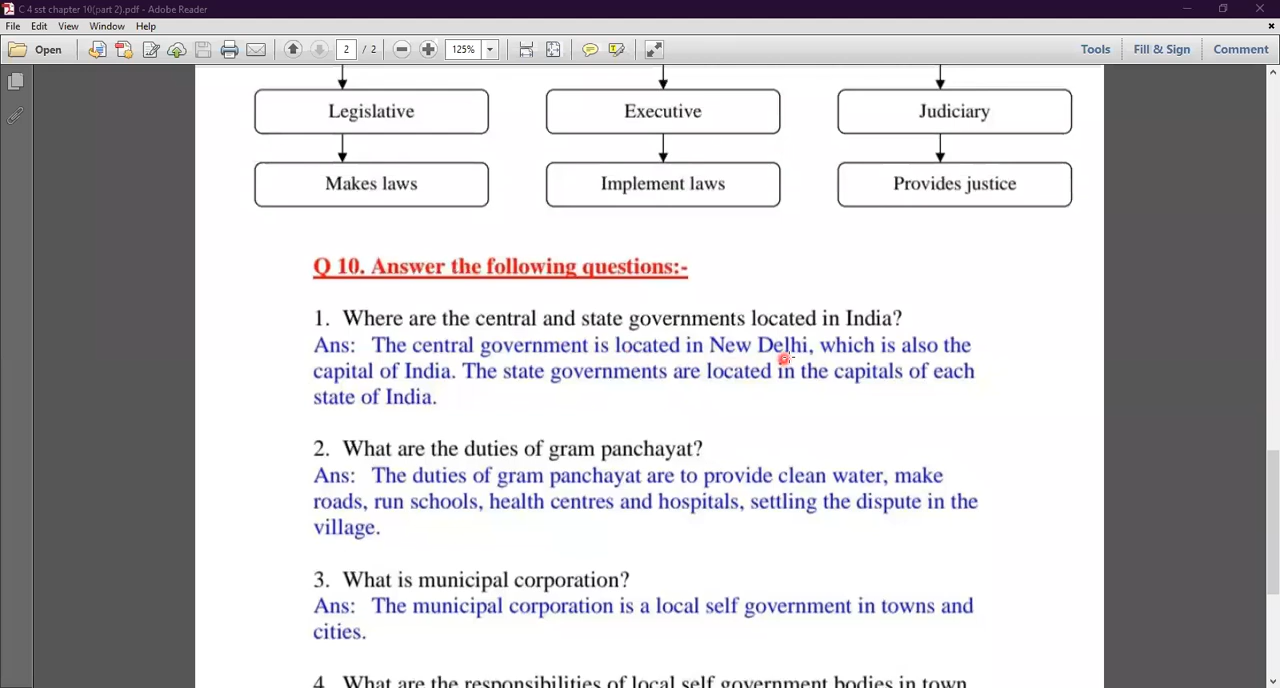 C 4 sst chapter 10(part 2).pdf - Adobe Reader
File Edit View Window Help
Open 2 / 2 125% Tools Fill & Sign Comment
Legislative Executive Judiciary
Makes laws Implement laws Provides justice
Q 10. Answer the following questions:-
1. Where are the central and state governments located in India?
Ans: The central government is located in New Delhi, which is also the
capital of India. The state governments are located in the capitals of each
state of India.
2. What are the duties of gram panchayat?
Ans: The duties of gram panchayat are to provide clean water, make
roads, run schools, health centres and hospitals, settling the dispute in the
village.
3. What is municipal corporation?
Ans: The municipal corporation is a local self government in towns and
cities.
4. What are the responsibilities of local self government bodies in town